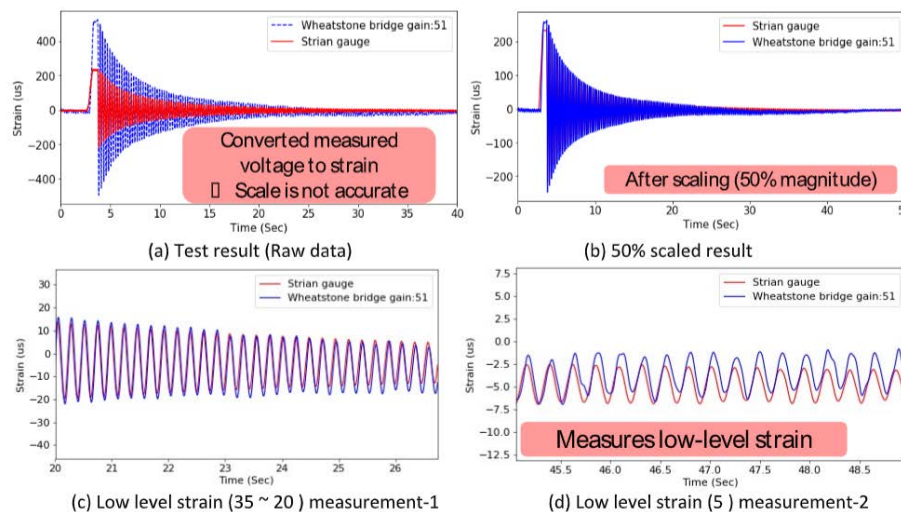 Wheatstone bridge gain:51
Strian gauge
Strain (us)
400
200
0
-200
-400
Converted measured
voltage to strain
▯ Scale is not accurate
0 5 10 15 20 25 30 35 40
Time (Sec)
(a) Test result (Raw data)
Strian gauge
Wheatstone bridge gain:51
Strain (us)
200
100
0
-100
-200
After scaling (50% magnitude)
0 10 20 30 40 50
Time (Sec)
(b) 50% scaled result
Strian gauge
Wheatstone bridge gain:51
Strain (us)
30
20
10
0
-10
-20
-30
-40
20 21 22 23 24 25 26
Time (Sec)
(c) Low level strain (35 ~ 20 ) measurement-1
Strian gauge
Wheatstone bridge gain:51
Strain (us)
7.5
5.0
2.5
0.0
-2.5
-5.0
-7.5
-10.0
-12.5
Measures low-level strain
45.5 46.0 46.5 47.0 47.5 48.0 48.5
Time (Sec)
(d) Low level strain (5 ) measurement-2